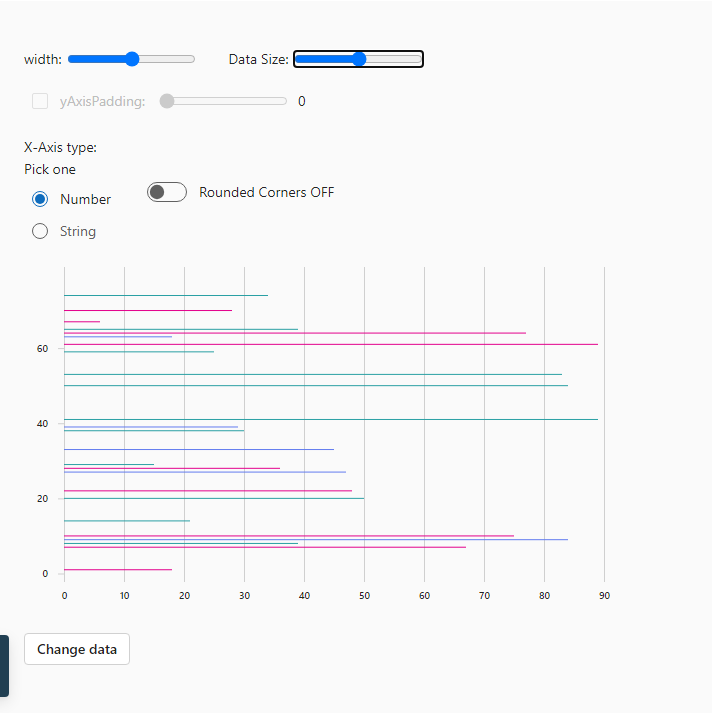 width: Data Size:
yAxisPadding: 0
X-Axis type:
Pick one
Number Rounded Corners OFF
String
60
40
20
0
0 10 20 30 40 50 60 70 80 90
Change data